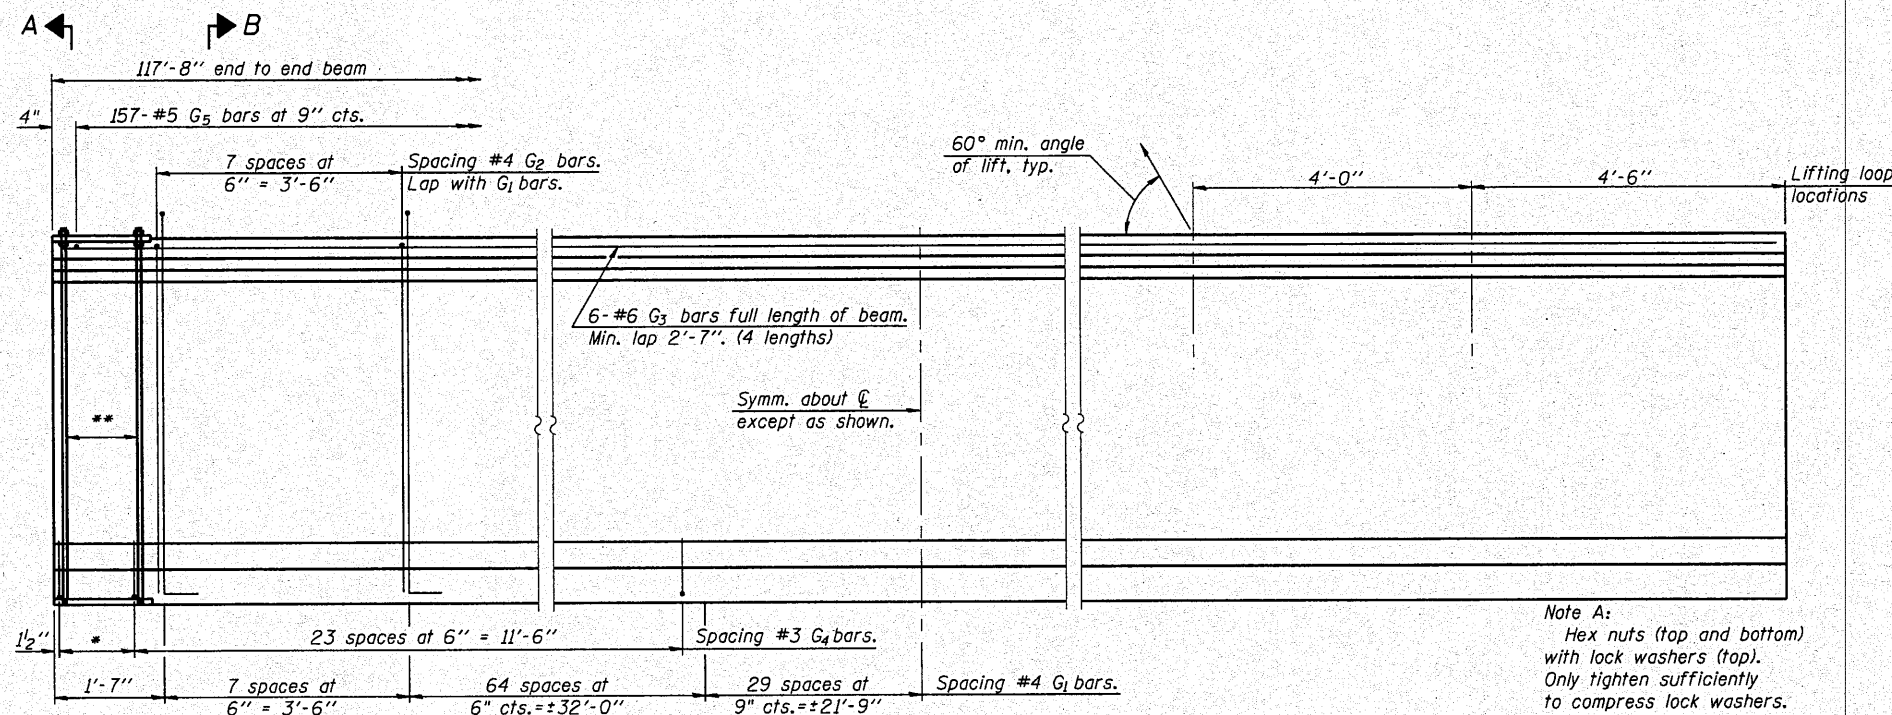 A B
117'-8" end to end beam
4" 157-#5 G5 bars at 9" cts.
7 spaces at
6" = 3'-6"
Spacing #4 G2 bars.
Lap with G1 bars.
60° min. angle
of lift, typ.
4'-0" 4'-6"
Lifting loop
locations
6-#6 G3 bars full length of beam.
Min. lap 2'-7". (4 lengths)
Symm. about ℄
except as shown.
**
1½" * 23 spaces at 6" = 11'-6" Spacing #3 G4 bars.
1'-7"
7 spaces at
6" = 3'-6"
64 spaces at
6" cts.=±32'-0"
29 spaces at
9" cts.=±21'-9"
Spacing #4 G1 bars.
Note A:
Hex nuts (top and bottom)
with lock washers (top).
Only tighten sufficiently
to compress lock washers.